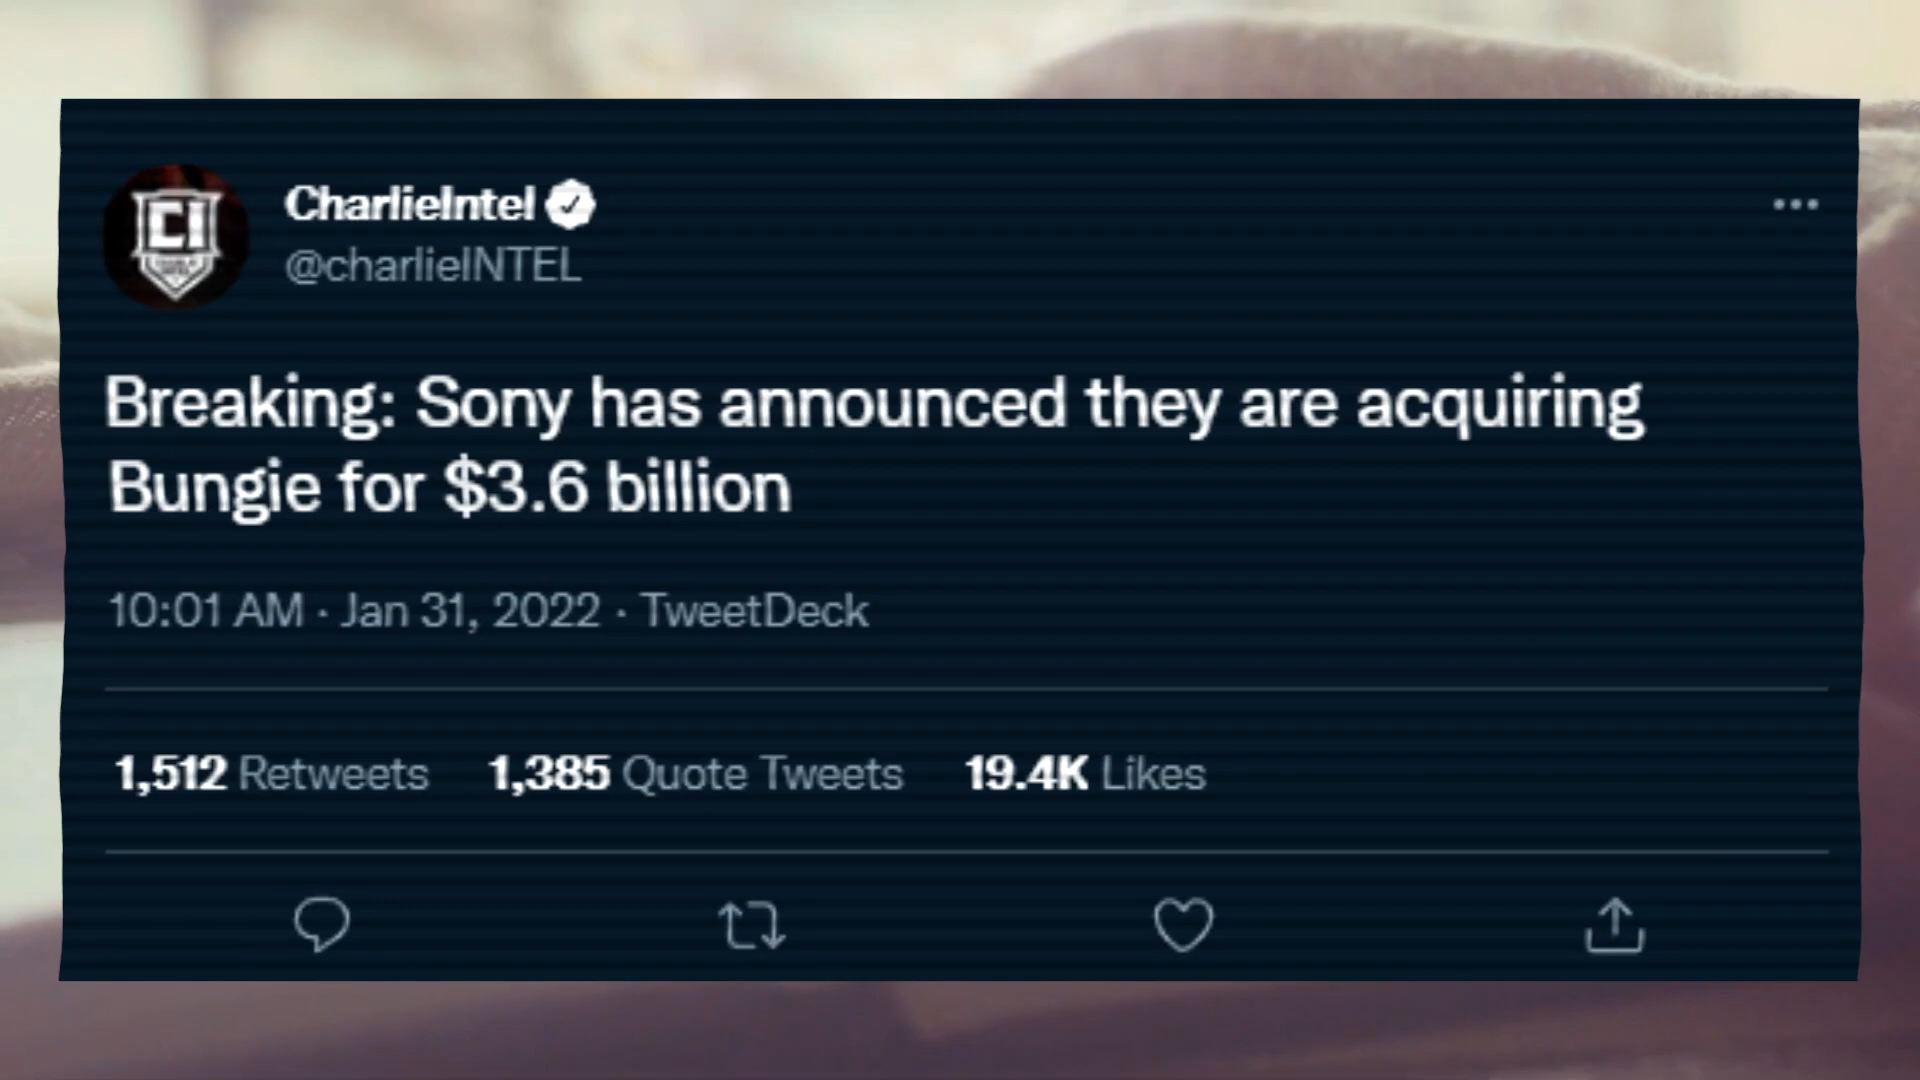 CI
CharlieIntel
@charlieINTEL
Breaking: Sony has announced they are acquiring
Bungie for $3.6 billion
10:01 AM · Jan 31, 2022 · TweetDeck
1,512 Retweets 1,385 Quote Tweets 19.4K Likes